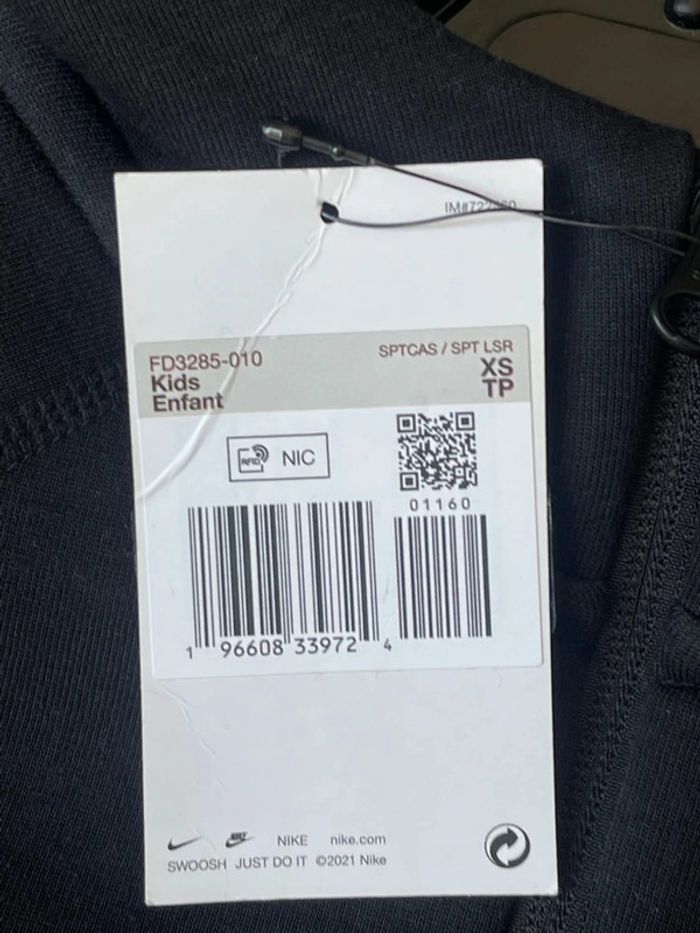 FD3285-010
Kids
Enfant
SPTCAS / SPT LSR
XS
TP
RFID NIC
01160
1 96608 33972 4
NIKE nike.com
SWOOSH JUST DO IT ©2021 Nike